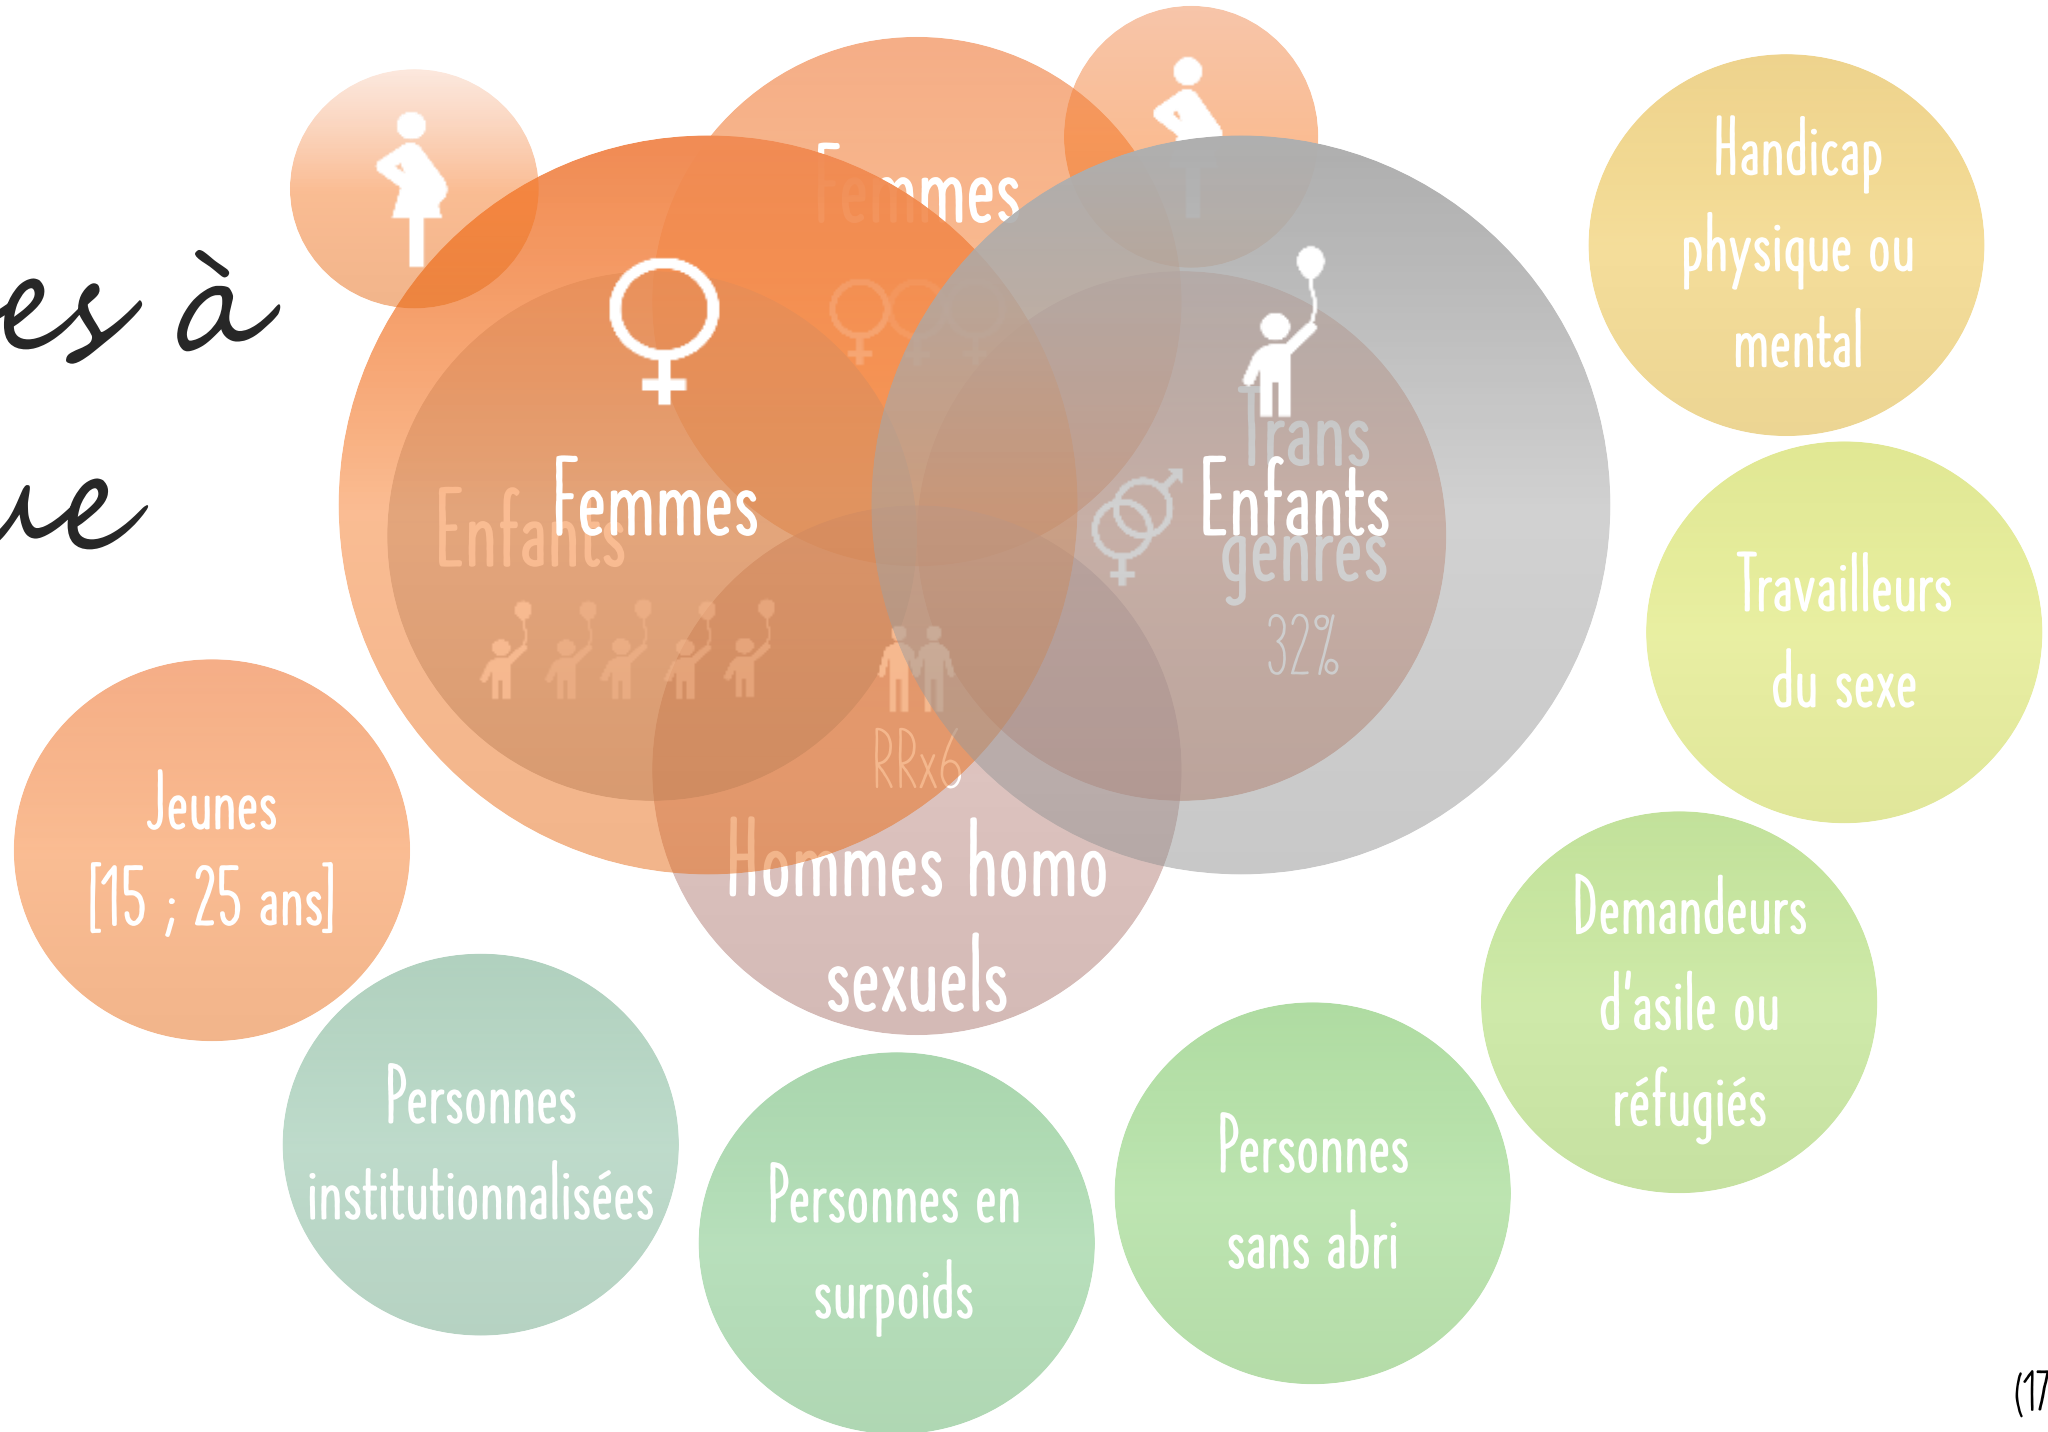 es à
ue
Femmes
Femmes
Enfants
Enfants
Trans
genres
32%
RRx6
Hommes homo
sexuels
Handicap
physique ou
mental
Travailleurs
du sexe
Demandeurs
d'asile ou
réfugiés
Personnes
sans abri
Personnes en
surpoids
Personnes
institutionnalisées
Jeunes
[15 ; 25 ans]
(17